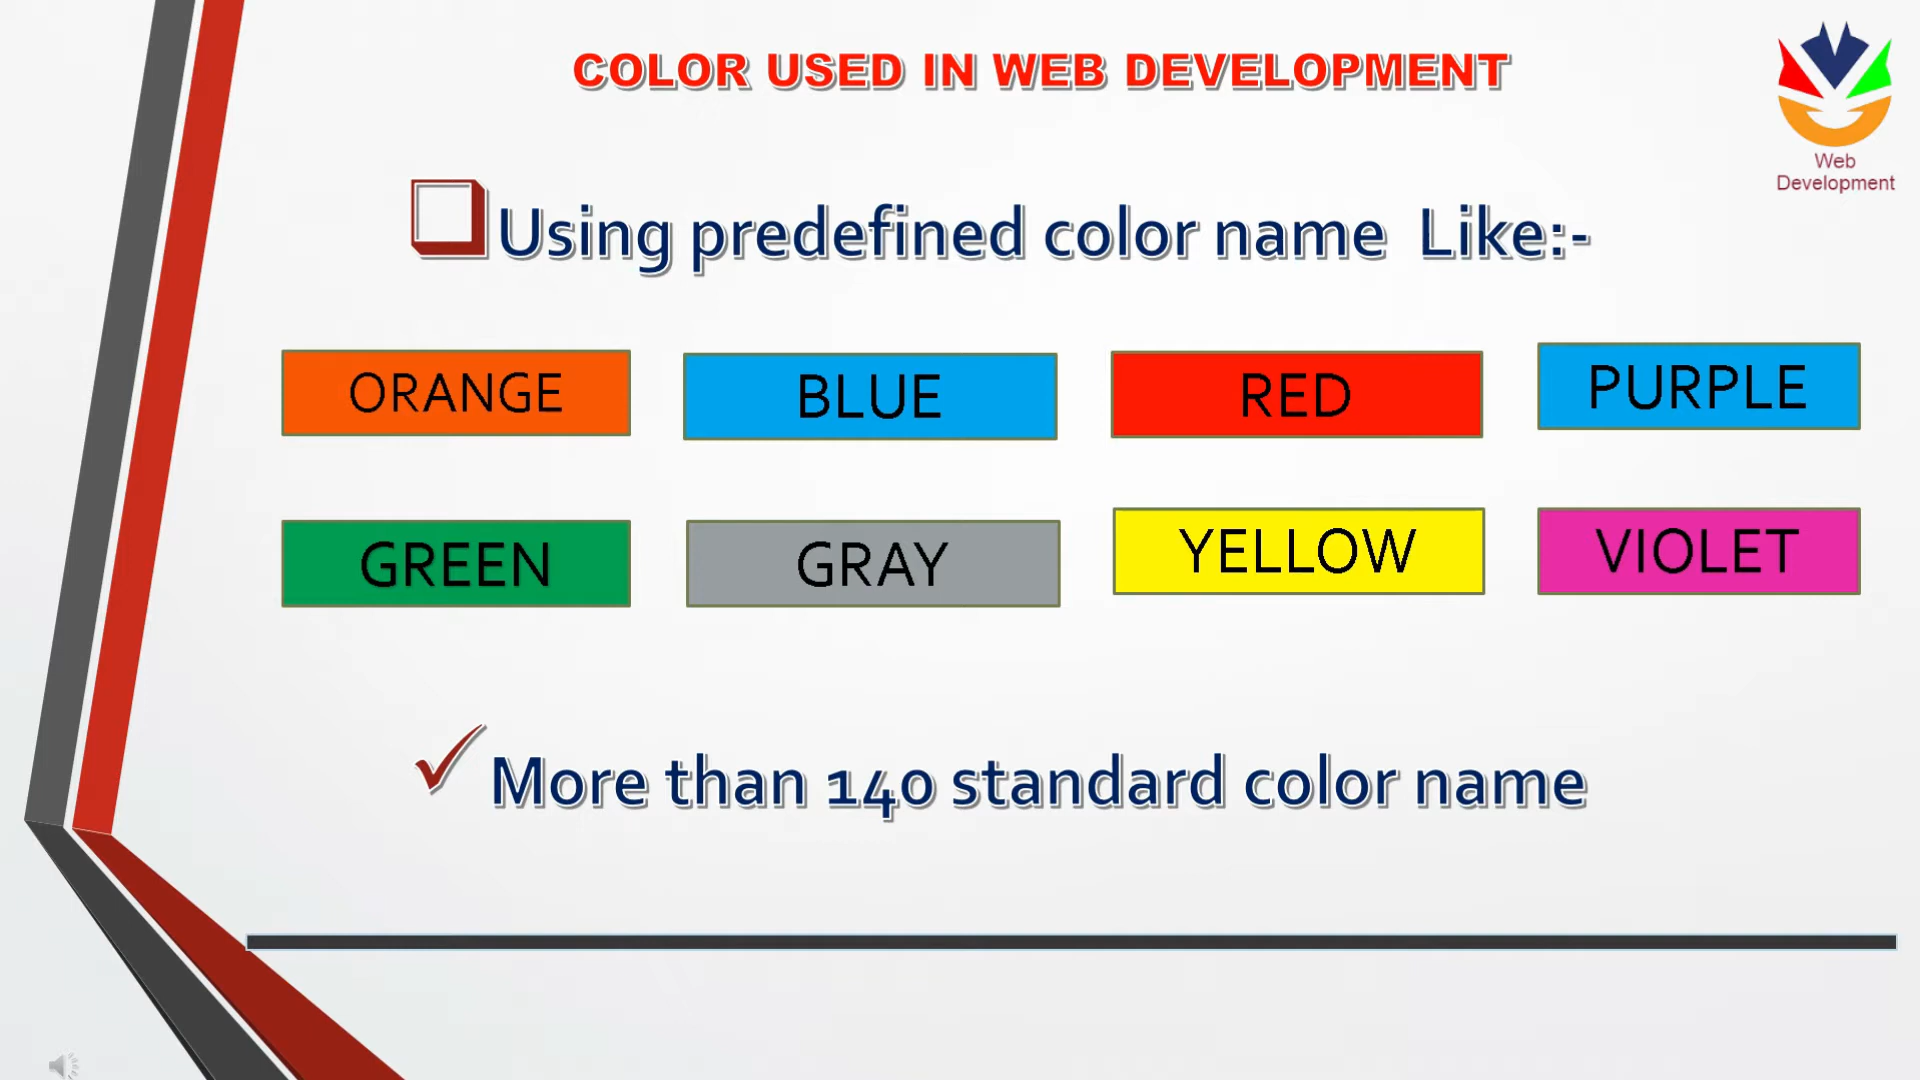 COLOR USED IN WEB DEVELOPMENT
Web
Development
Using predefined color name Like:-
ORANGE BLUE RED PURPLE
GREEN GRAY YELLOW VIOLET
More than 140 standard color name